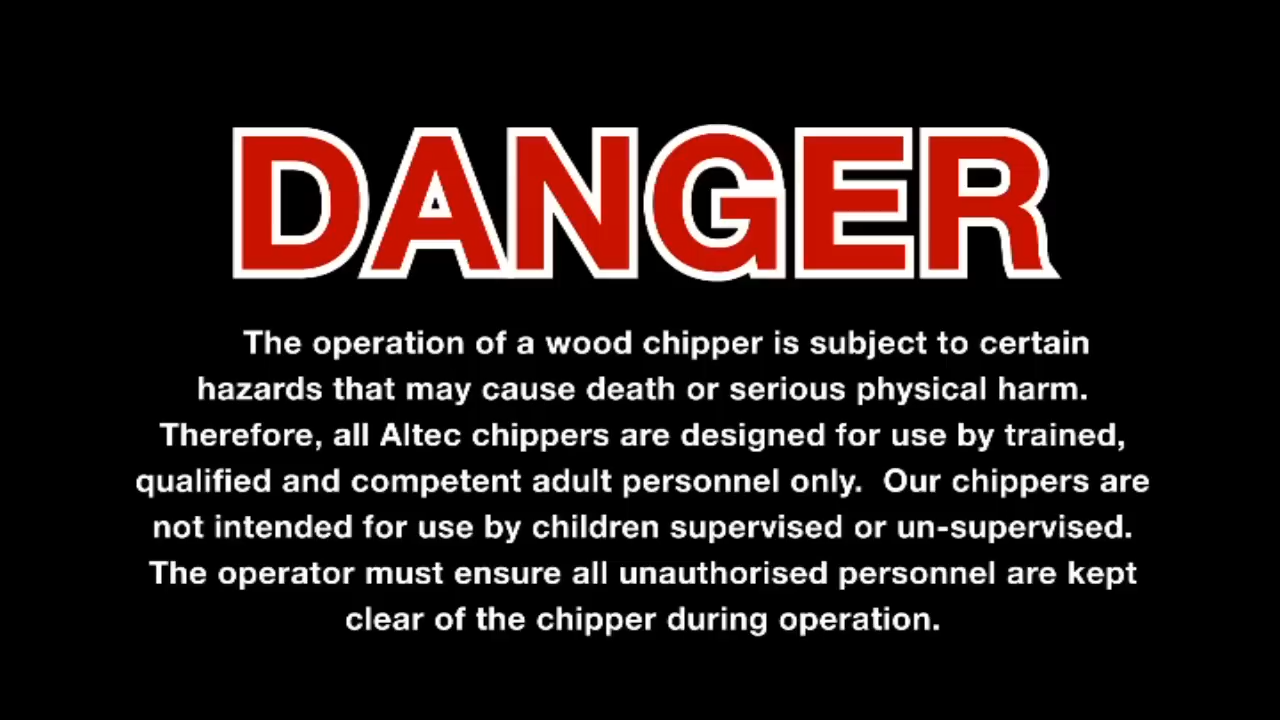 DANGER
The operation of a wood chipper is subject to certain
hazards that may cause death or serious physical harm.
Therefore, all Altec chippers are designed for use by trained,
qualified and competent adult personnel only.  Our chippers are
not intended for use by children supervised or un-supervised.
The operator must ensure all unauthorised personnel are kept
clear of the chipper during operation.